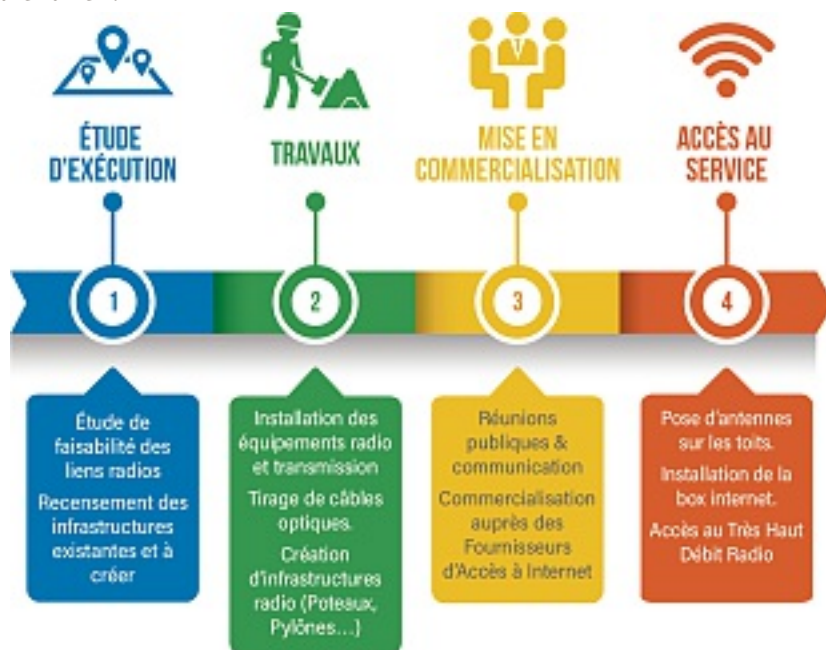 ÉTUDE
D'EXÉCUTION
TRAVAUX
MISE EN
COMMERCIALISATION
ACCÈS AU
SERVICE
1
2
3
4
Étude de
faisabilité des
liens radios
Recensement des
infrastructures
existantes et à
créer
Installation des
équipements radio
et transmission
Tirage de câbles
optiques.
Création
d'infrastructures
radio (Poteaux,
Pylônes...)
Réunions
publiques &
communication
Commercialisation
auprès des
Fournisseurs
d'Accès à Internet
Pose d'antennes
sur les toits.
Installation de la
box internet.
Accès au Très Haut
Débit Radio